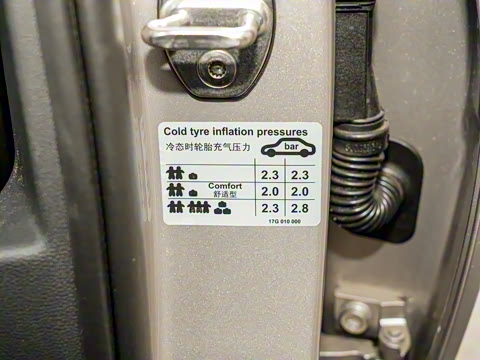 Cold tyre inflation pressures
冷态时轮胎充气压力 bar
2.3 2.3
Comfort
舒适型 2.0 2.0
2.3 2.8
17G 010 000